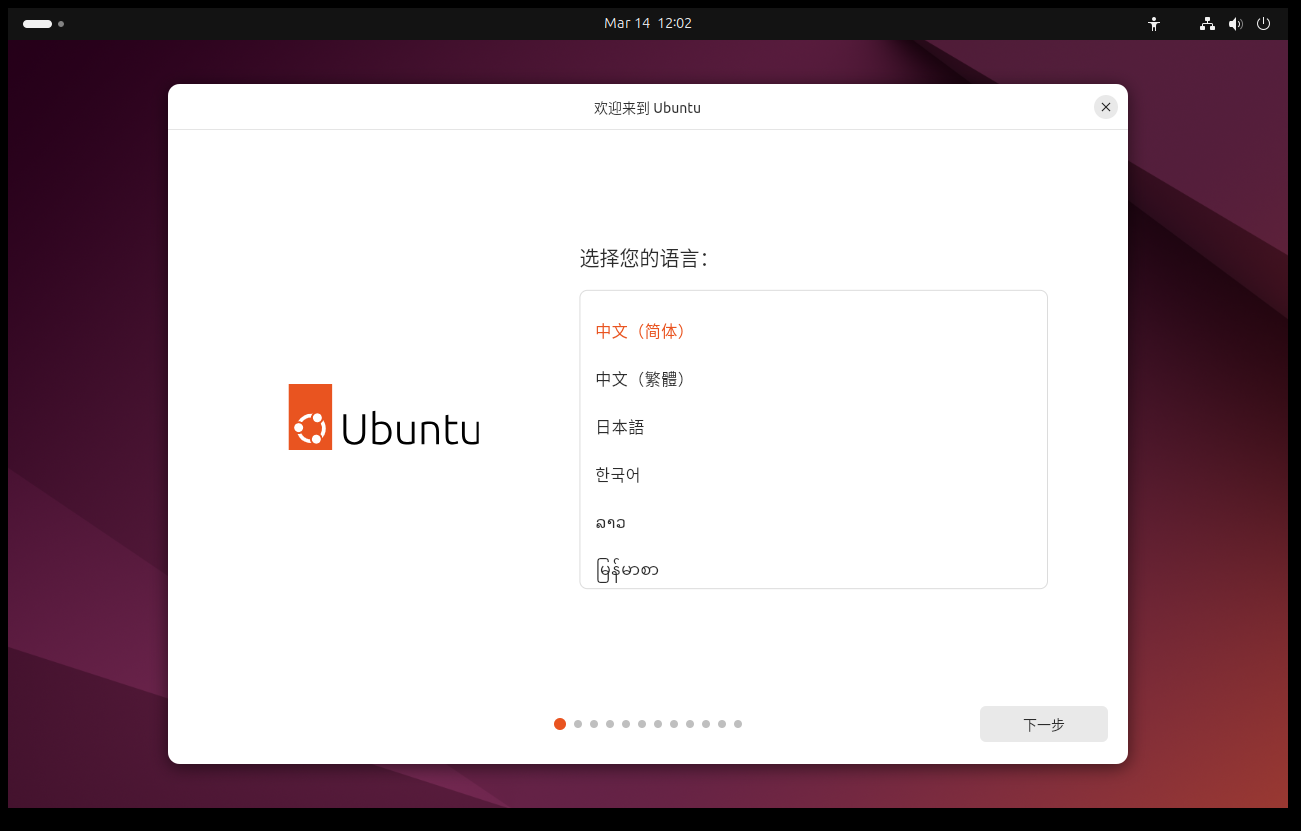 Mar 14 12:02
欢迎来到 Ubuntu
选择您的语言：
中文（简体）
中文（繁體）
日本語
한국어
ລາວ
မြန်မာစာ
Ubuntu
下一步